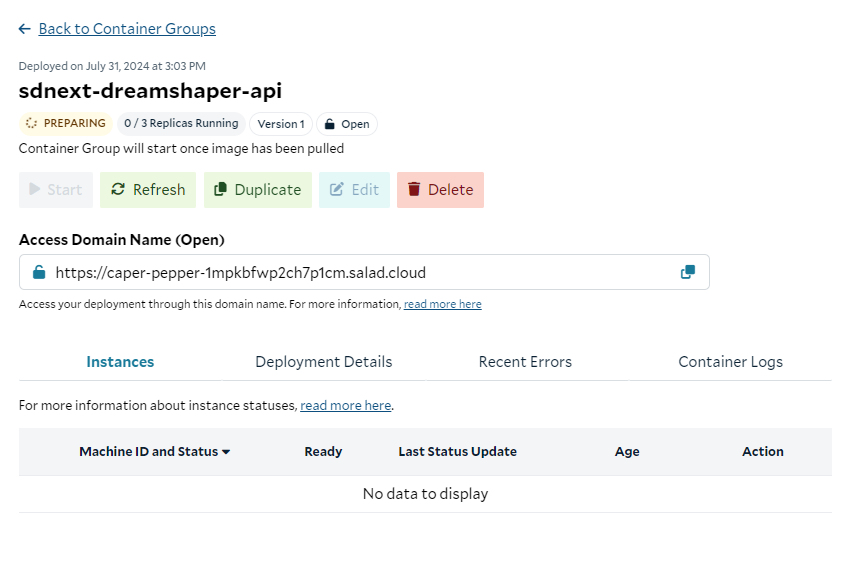 Back to Container Groups
Deployed on July 31, 2024 at 3:03 PM
sdnext-dreamshaper-api
PREPARING 0 / 3 Replicas Running Version 1 Open
Container Group will start once image has been pulled
Start Refresh Duplicate Edit Delete
Access Domain Name (Open)
https://caper-pepper-1mpkbfwp2ch7p1cm.salad.cloud
Access your deployment through this domain name. For more information, read more here
Instances Deployment Details Recent Errors Container Logs
For more information about instance statuses, read more here.
Machine ID and Status Ready Last Status Update Age Action
No data to display